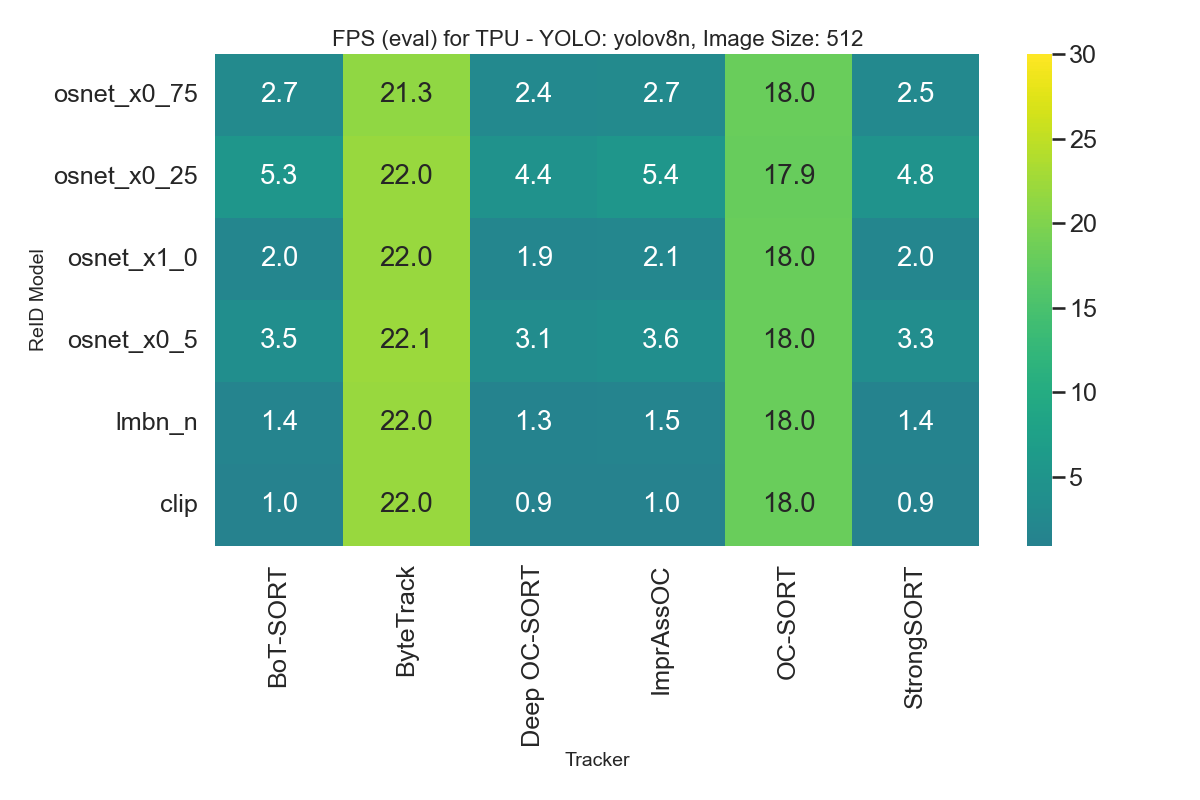 FPS (eval) for TPU - YOLO: yolov8n, Image Size: 512
ReID Model
osnet_x0_75 2.7 21.3 2.4 2.7 18.0 2.5
osnet_x0_25 5.3 22.0 4.4 5.4 17.9 4.8
osnet_x1_0 2.0 22.0 1.9 2.1 18.0 2.0
osnet_x0_5 3.5 22.1 3.1 3.6 18.0 3.3
lmbn_n 1.4 22.0 1.3 1.5 18.0 1.4
clip 1.0 22.0 0.9 1.0 18.0 0.9
BoT-SORT
ByteTrack
Deep OC-SORT
ImprAssOC
OC-SORT
StrongSORT
Tracker
30
25
20
15
10
5